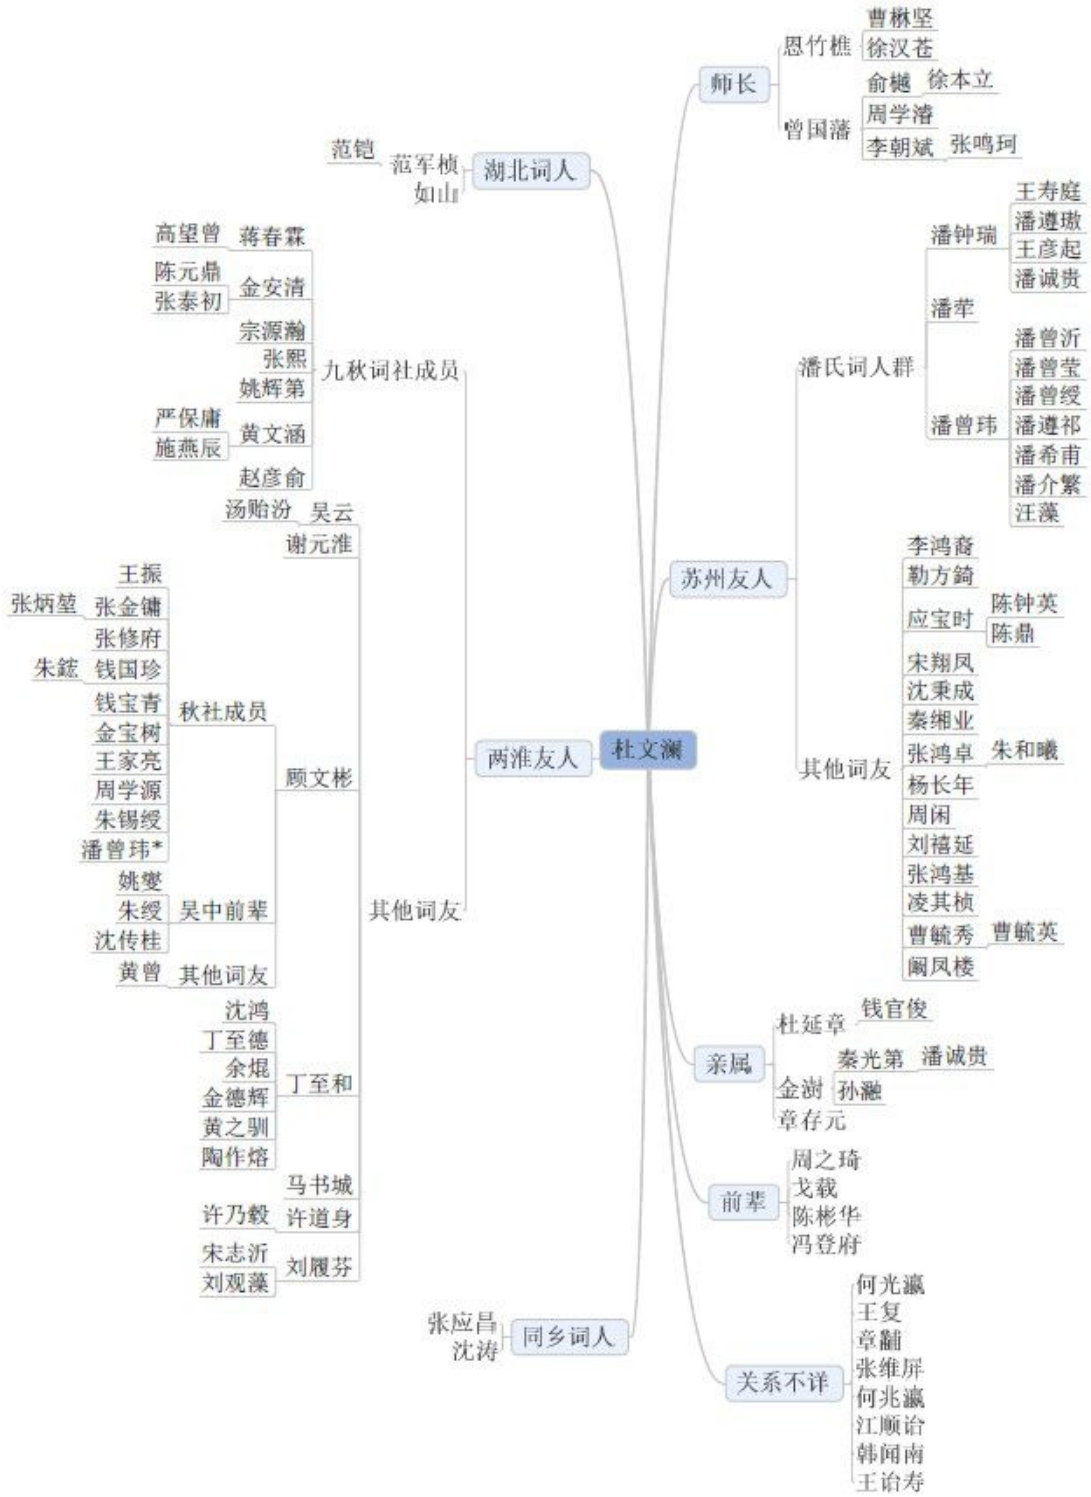 杜文澜
师长
恩竹樵
曹楙坚
徐汉苍
曾国藩
俞樾
徐本立
周学濬
李朝斌
张鸣珂
苏州友人
潘氏词人群
潘钟瑞
王寿庭
潘遵璈
王彦起
潘诚贵
潘荦
潘曾玮
潘曾沂
潘曾莹
潘曾绶
潘遵祁
潘希甫
潘介繁
汪藻
其他词友
李鸿裔
勒方錡
应宝时
陈钟英
陈鼎
宋翔凤
沈秉成
秦缃业
张鸿卓
朱和曦
杨长年
周闲
刘禧延
张鸿基
凌其桢
曹毓秀
曹毓英
阚凤楼
亲属
杜延章
钱官俊
金澍
秦光第
潘诚贵
孙瀜
章存元
前辈
周之琦
戈载
陈彬华
冯登府
关系不详
何光瀛
王复
章黼
张维屏
何兆瀛
江顺诒
韩闻南
王诒寿
湖北词人
范军桢
范铠
如山
两淮友人
九秋词社成员
蒋春霖
高望曾
金安清
陈元鼎
张泰初
宗源瀚
张熙
姚辉第
黄文涵
严保庸
施燕辰
赵彦俞
其他词友
吴云
汤贻汾
谢元淮
顾文彬
秋社成员
王振
张金镛
张炳堃
张修府
钱国珍
朱鋐
钱宝青
金宝树
王家亮
周学源
朱锡绶
潘曾玮*
吴中前辈
姚燮
朱绶
沈传桂
其他词友
黄曾
丁至和
沈鸿
丁至德
余焜
金德辉
黄之驯
陶作熔
马书城
许道身
许乃毂
刘履芬
宋志沂
刘观藻
同乡词人
张应昌
沈涛